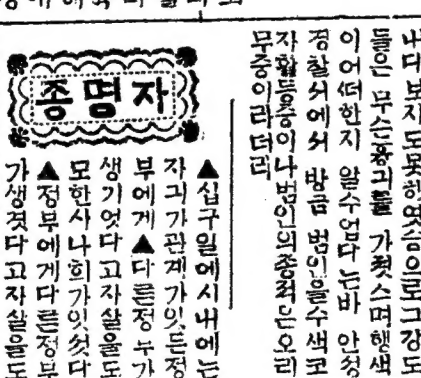 나다 보지도못하엿슴으로그강도
들은 무슨흉긔를 가젓스며행색
이어떠한지 알수업다는바 안성
경찰서에서 방금 범인을수색코
자활동중이나범인의종적은오리
무중이라더라
자명종
▲십구일에시내에는
자긔가관계가잇든정
부에게 ▲다른정부가
생기엇다고자살을도
모한사나희가잇섯다
▲정부에게다른정부
가생겻다고자살을도